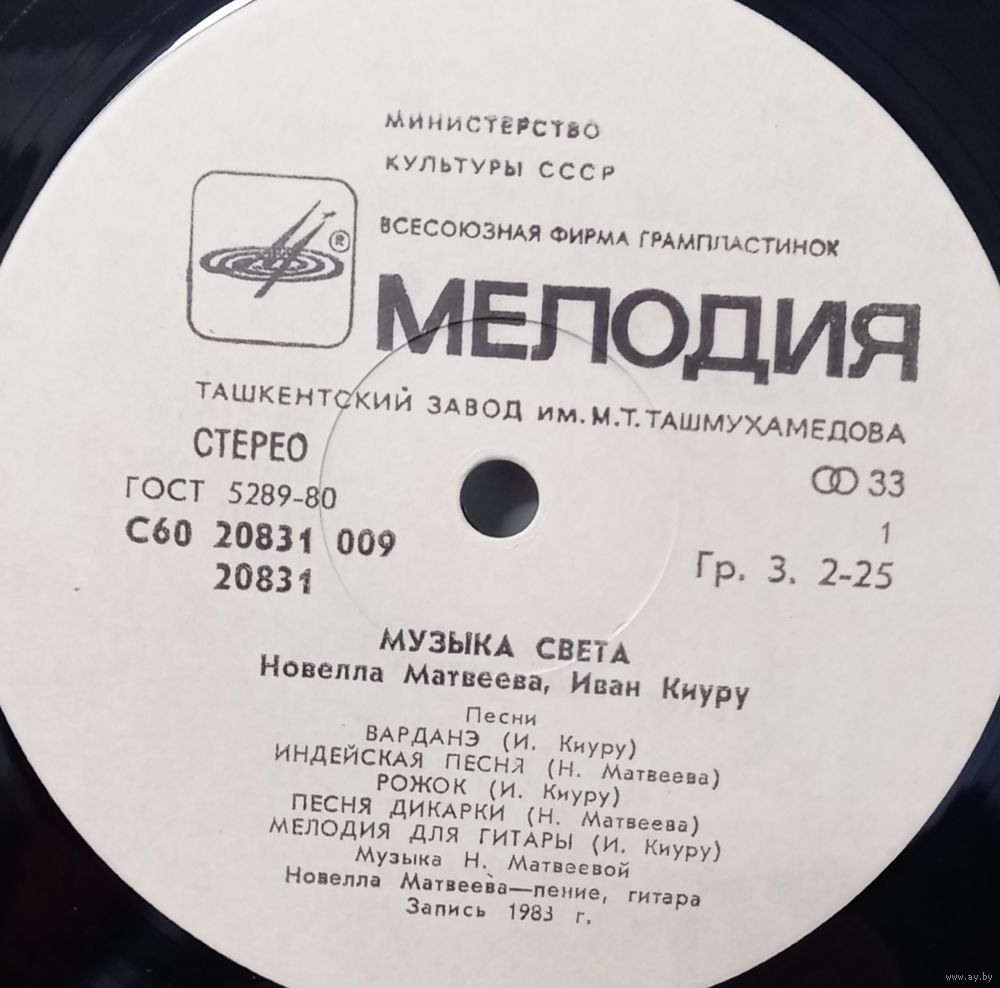 МИНИСТЕРСТВО
КУЛЬТУРЫ СССР
ВСЕСОЮЗНАЯ ФИРМА ГРАМПЛАСТИНОК
®
МЕЛОДИЯ
ТАШКЕНТСКИЙ ЗАВОД ИМ. М. Т. ТАШМУХАМЕДОВА
СТЕРЕО
33
ГОСТ 5289-80
1
С60 20831 009
Гр. 3. 2-25
20831
МУЗЫКА СВЕТА
Новелла Матвеева, Иван Киуру
Песни
ВАРДАНЭ (И. Киуру)
ИНДЕЙСКАЯ ПЕСНЯ (Н. Матвеева)
РОЖОК (И. Киуру)
ПЕСНЯ ДИКАРКИ (Н. Матвеева)
МЕЛОДИЯ ДЛЯ ГИТАРЫ (И. Киуру)
Музыка Н. Матвеевой
Новелла Матвеева—пение, гитара
Запись 1983 г.
www.ay.by